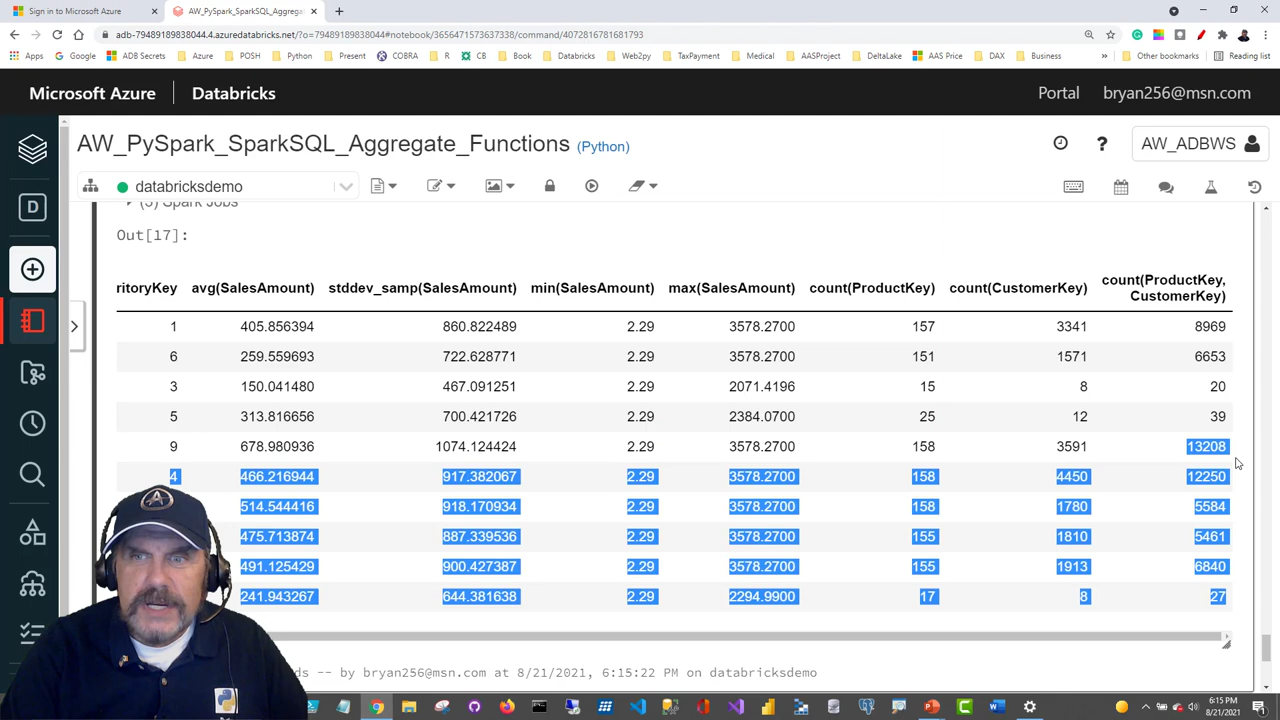 Sign in to Microsoft Azure
AW_PySpark_SparkSQL_Aggregat
adb-79489189838044.4.azuredatabricks.net/?o=79489189838044#notebook/3656471573637338/command/4072816781681793
Apps Google ADB Secrets Azure POSH Python Present COBRA R CB Book Databricks Web2py TaxPayment Medical AASProject DeltaLake AAS Price DAX Business Other bookmarks Reading list
Microsoft Azure Databricks Portal bryan256@msn.com
AW_PySpark_SparkSQL_Aggregate_Functions (Python) AW_ADBWS
D databricksdemo
(3) Spark Jobs
Out[17]:
ritoryKey avg(SalesAmount) stddev_samp(SalesAmount) min(SalesAmount) max(SalesAmount) count(ProductKey) count(CustomerKey) count(ProductKey, CustomerKey)
1 405.856394 860.822489 2.29 3578.2700 157 3341 8969
6 259.559693 722.628771 2.29 3578.2700 151 1571 6653
3 150.041480 467.091251 2.29 2071.4196 15 8 20
5 313.816656 700.421726 2.29 2384.0700 25 12 39
9 678.980936 1074.124424 2.29 3578.2700 158 3591 13208
4 466.216944 917.382067 2.29 3578.2700 158 4450 12250
514.544416 918.170934 2.29 3578.2700 158 1780 5584
475.713874 887.339536 2.29 3578.2700 155 1810 5461
491.125429 900.427387 2.29 3578.2700 155 1913 6840
241.943267 644.381638 2.29 2294.9900 17 8 27
ds -- by bryan256@msn.com at 8/21/2021, 6:15:22 PM on databricksdemo
6:15 PM
8/21/2021